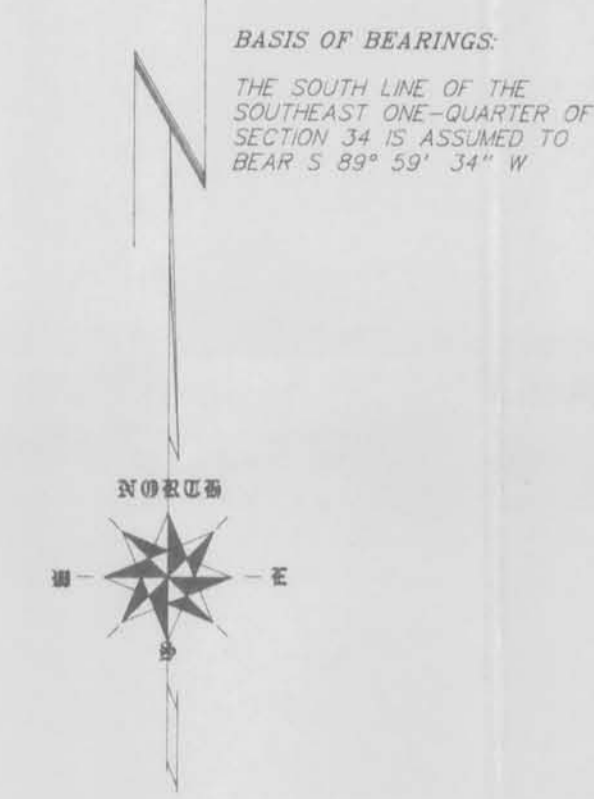 BASIS OF BEARINGS:
THE SOUTH LINE OF THE
SOUTHEAST ONE-QUARTER OF
SECTION 34 IS ASSUMED TO
BEAR S 89° 59' 34" W
N
NORTH
W E
S